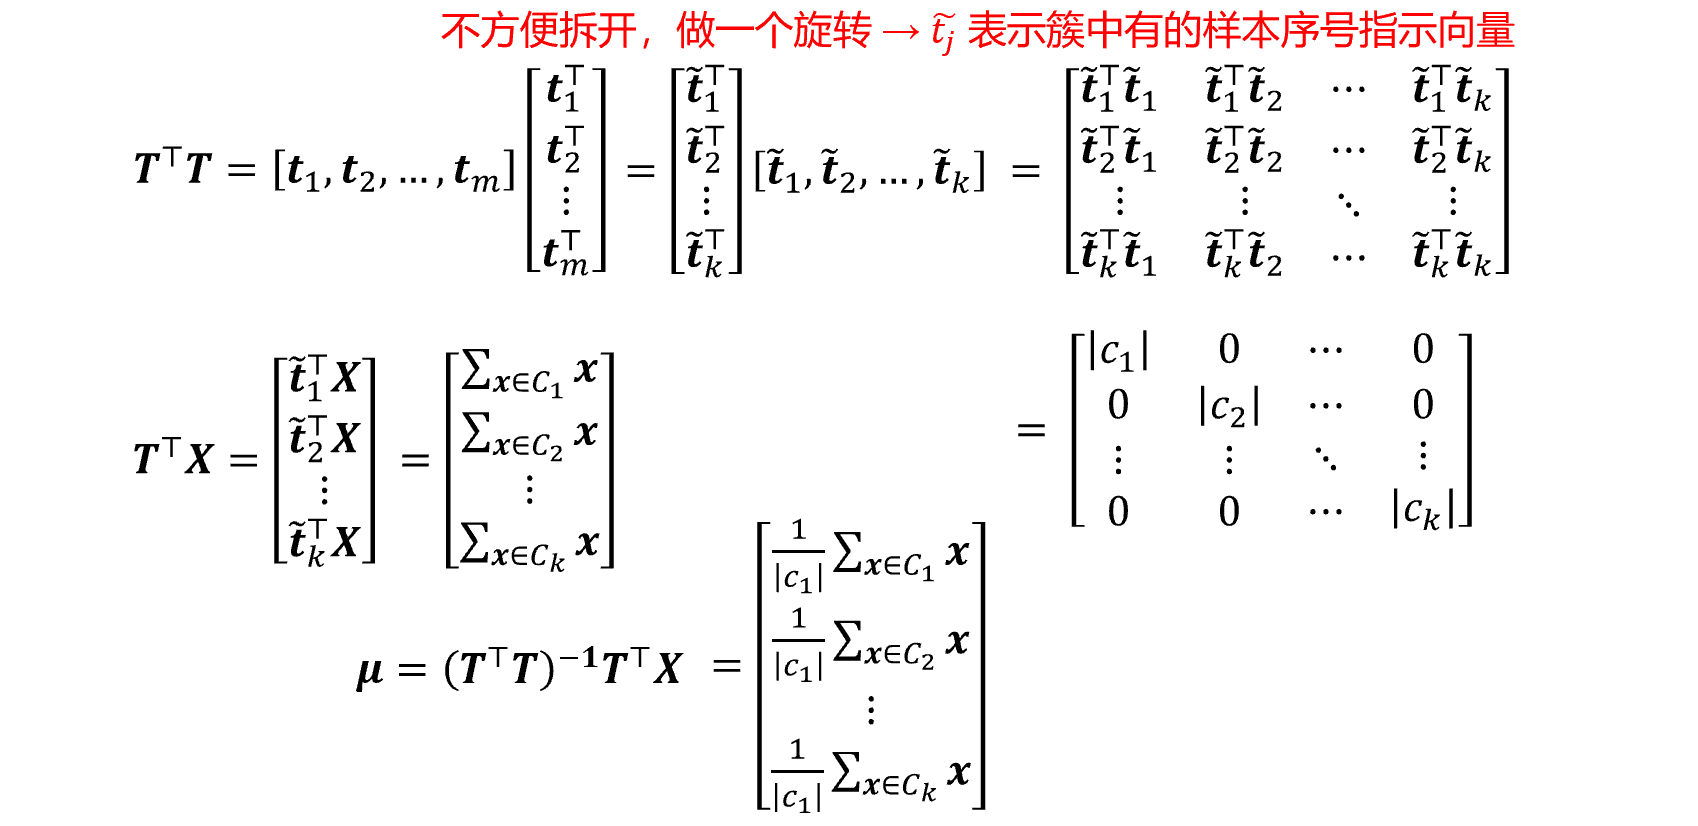 不方便拆开，做一个旋转 → $\tilde{t_j}$ 表示簇中有的样本序号指示向量
$\boldsymbol{T}^\top \boldsymbol{T} = [\boldsymbol{t}_1, \boldsymbol{t}_2, \ldots, \boldsymbol{t}_m] \begin{bmatrix} \boldsymbol{t}_1^\top \\ \boldsymbol{t}_2^\top \\ \vdots \\ \boldsymbol{t}_m^\top \end{bmatrix} = \begin{bmatrix} \tilde{\boldsymbol{t}}_1^\top \\ \tilde{\boldsymbol{t}}_2^\top \\ \vdots \\ \tilde{\boldsymbol{t}}_k^\top \end{bmatrix} [\tilde{\boldsymbol{t}}_1, \tilde{\boldsymbol{t}}_2, \ldots, \tilde{\boldsymbol{t}}_k] = \begin{bmatrix} \tilde{\boldsymbol{t}}_1^\top \tilde{\boldsymbol{t}}_1 & \tilde{\boldsymbol{t}}_1^\top \tilde{\boldsymbol{t}}_2 & \cdots & \tilde{\boldsymbol{t}}_1^\top \tilde{\boldsymbol{t}}_k \\ \tilde{\boldsymbol{t}}_2^\top \tilde{\boldsymbol{t}}_1 & \tilde{\boldsymbol{t}}_2^\top \tilde{\boldsymbol{t}}_2 & \cdots & \tilde{\boldsymbol{t}}_2^\top \tilde{\boldsymbol{t}}_k \\ \vdots & \vdots & \ddots & \vdots \\ \tilde{\boldsymbol{t}}_k^\top \tilde{\boldsymbol{t}}_1 & \tilde{\boldsymbol{t}}_k^\top \tilde{\boldsymbol{t}}_2 & \cdots & \tilde{\boldsymbol{t}}_k^\top \tilde{\boldsymbol{t}}_k \end{bmatrix}$
$= \begin{bmatrix} |c_1| & 0 & \cdots & 0 \\ 0 & |c_2| & \cdots & 0 \\ \vdots & \vdots & \ddots & \vdots \\ 0 & 0 & \cdots & |c_k| \end{bmatrix}$
$\boldsymbol{T}^\top \boldsymbol{X} = \begin{bmatrix} \tilde{\boldsymbol{t}}_1^\top \boldsymbol{X} \\ \tilde{\boldsymbol{t}}_2^\top \boldsymbol{X} \\ \vdots \\ \tilde{\boldsymbol{t}}_k^\top \boldsymbol{X} \end{bmatrix} = \begin{bmatrix} \sum_{\boldsymbol{x} \in C_1} \boldsymbol{x} \\ \sum_{\boldsymbol{x} \in C_2} \boldsymbol{x} \\ \vdots \\ \sum_{\boldsymbol{x} \in C_k} \boldsymbol{x} \end{bmatrix}$
$\boldsymbol{\mu} = (\boldsymbol{T}^\top \boldsymbol{T})^{-1} \boldsymbol{T}^\top \boldsymbol{X} = \begin{bmatrix} \frac{1}{|c_1|} \sum_{\boldsymbol{x} \in C_1} \boldsymbol{x} \\ \frac{1}{|c_1|} \sum_{\boldsymbol{x} \in C_2} \boldsymbol{x} \\ \vdots \\ \frac{1}{|c_1|} \sum_{\boldsymbol{x} \in C_k} \boldsymbol{x} \end{bmatrix}$